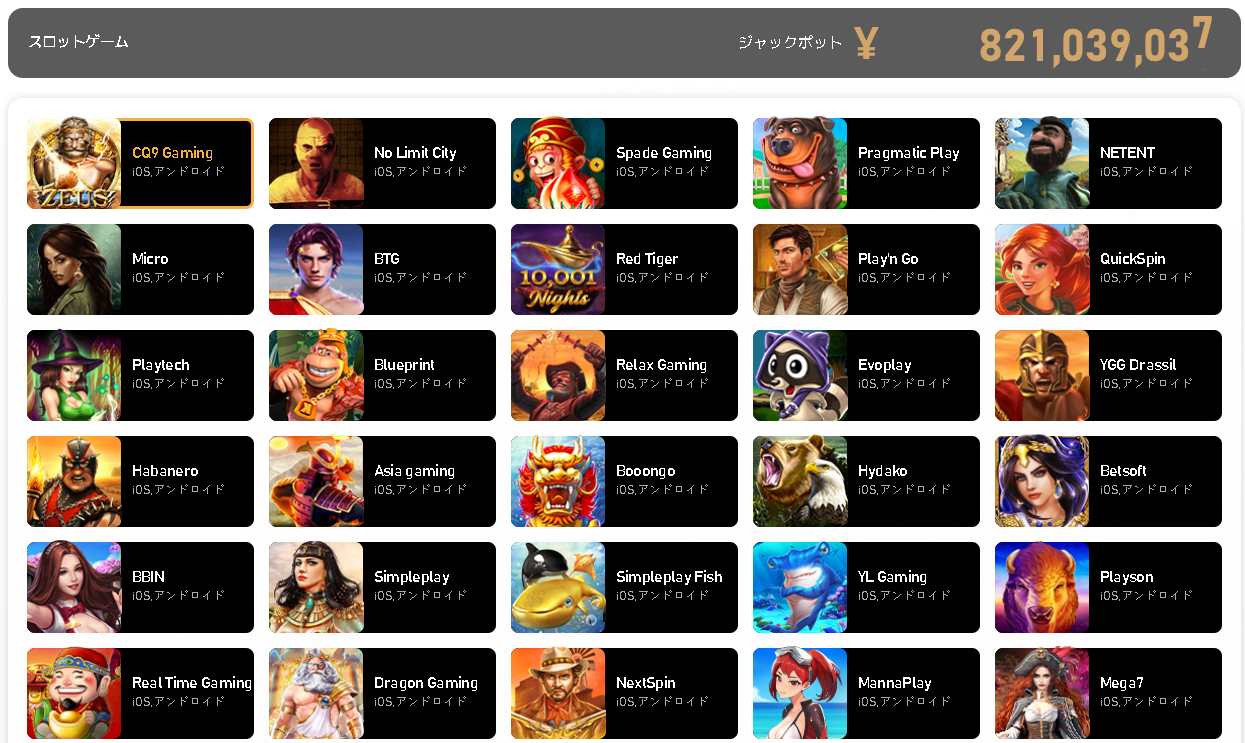 スロットゲーム
ジャックポット ¥ 821,039,037
CQ9 Gaming
iOS,アンドロイド
ZEUS
No Limit City
iOS,アンドロイド
Spade Gaming
iOS,アンドロイド
Pragmatic Play
iOS,アンドロイド
NETENT
iOS,アンドロイド
Micro
iOS,アンドロイド
BTG
iOS,アンドロイド
10,001
Nights
Red Tiger
iOS,アンドロイド
Play'n Go
iOS,アンドロイド
QuickSpin
iOS,アンドロイド
Playtech
iOS,アンドロイド
Blueprint
iOS,アンドロイド
Relax Gaming
iOS,アンドロイド
Evoplay
iOS,アンドロイド
YGG Drassil
iOS,アンドロイド
Habanero
iOS,アンドロイド
Asia gaming
iOS,アンドロイド
Booongo
iOS,アンドロイド
Hydako
iOS,アンドロイド
Betsoft
iOS,アンドロイド
BBIN
iOS,アンドロイド
Simpleplay
iOS,アンドロイド
Simpleplay Fish
iOS,アンドロイド
YL Gaming
iOS,アンドロイド
Playson
iOS,アンドロイド
Real Time Gaming
iOS,アンドロイド
Dragon Gaming
iOS,アンドロイド
NextSpin
iOS,アンドロイド
MannaPlay
iOS,アンドロイド
Mega7
iOS,アンドロイド